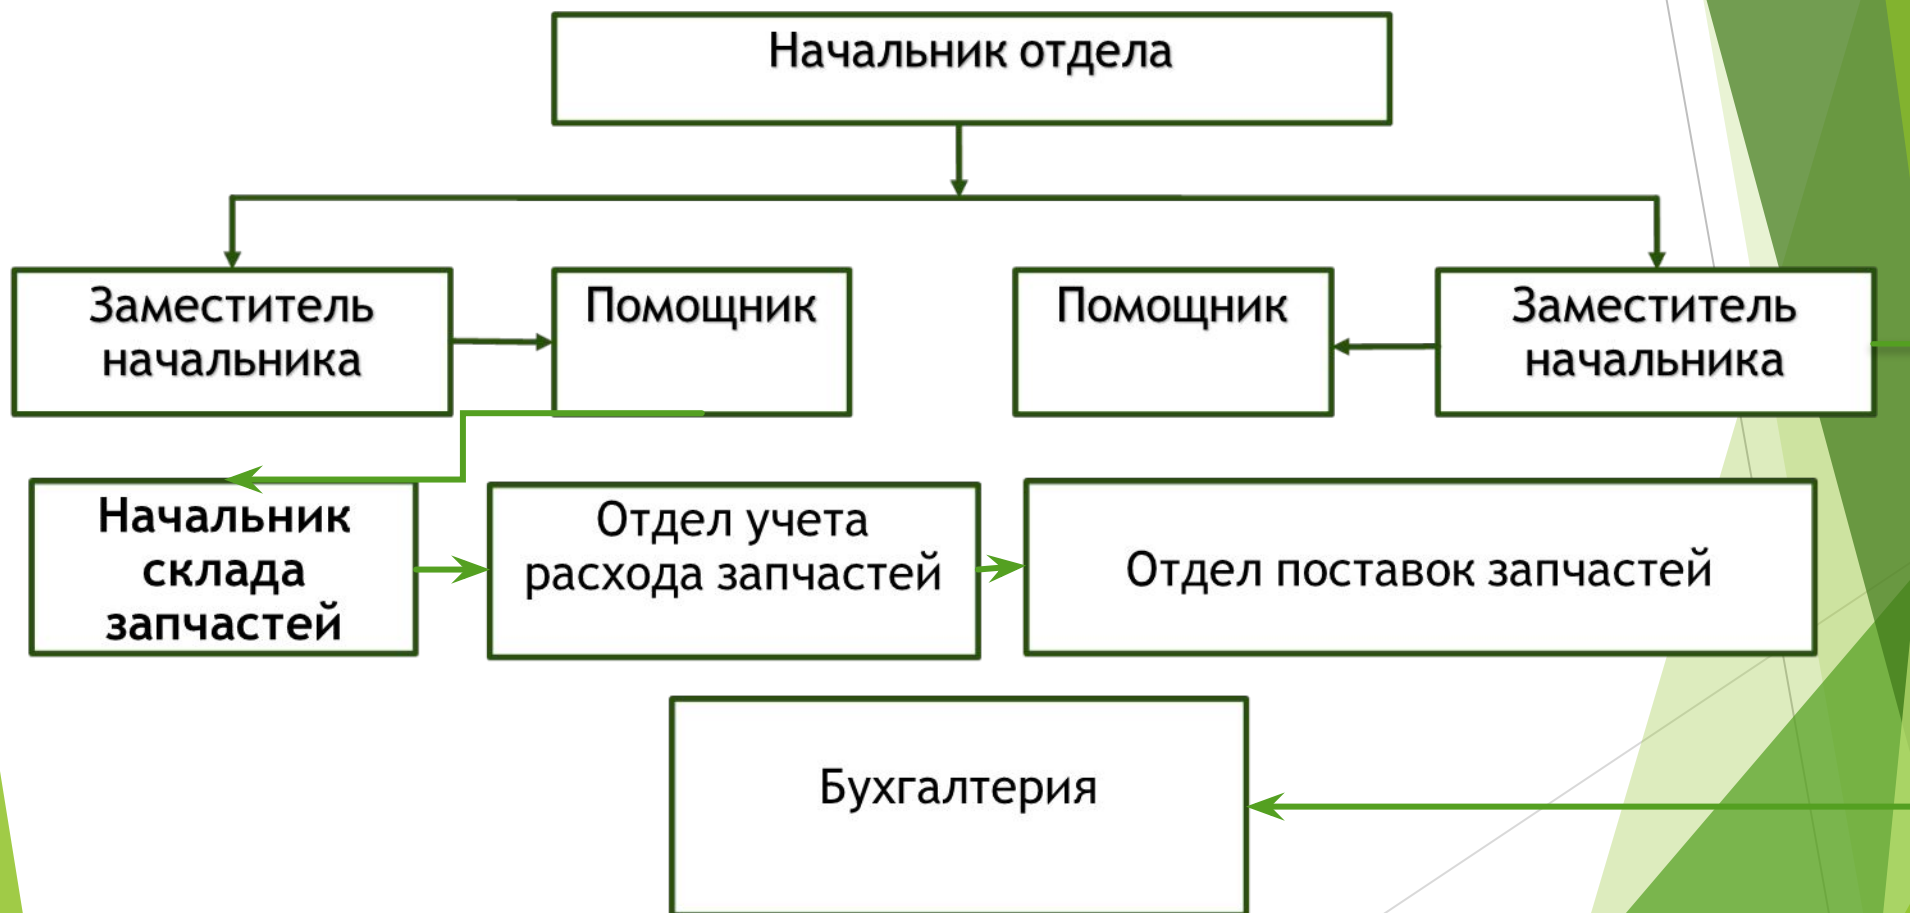 Начальник отдела
Заместитель
начальника
Помощник
Помощник
Заместитель
начальника
Начальник
склада
запчастей
Отдел учета
расхода запчастей
Отдел поставок запчастей
Бухгалтерия